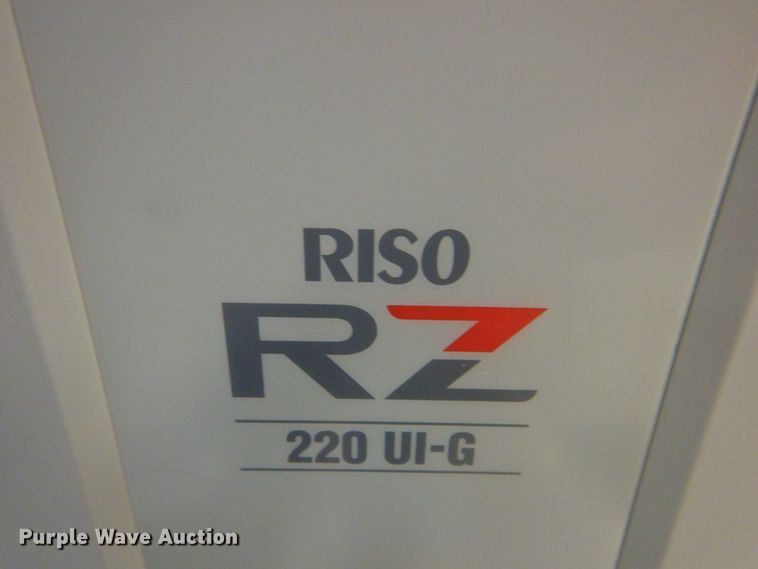 RISO
RZ
220 UI-G
Purple Wave Auction